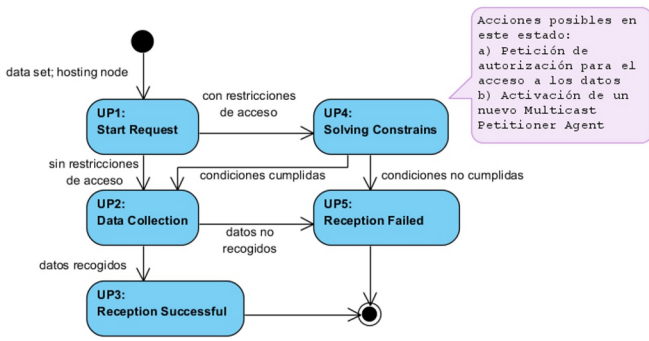 Acciones posibles en
este estado:
a) Petición de
autorización para el
acceso a los datos
b) Activación de un
nuevo Multicast
Petitioner Agent
data set; hosting node
con restricciones
de acceso
UP1:
Start Request
UP4:
Solving Constrains
sin restricciones
de acceso
condiciones cumplidas
condiciones no cumplidas
UP2:
Data Collection
UP5:
Reception Failed
datos no
recogidos
datos recogidos
UP3:
Reception Successful